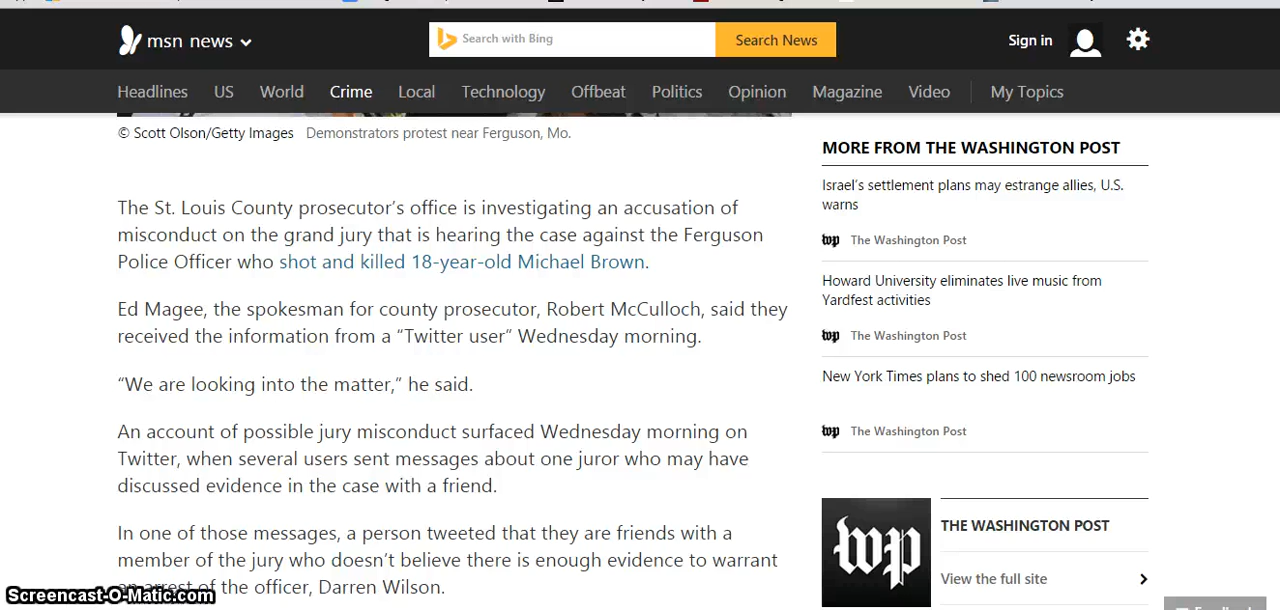 msn news
Search with Bing
Search News
Sign in
Headlines US World Crime Local Technology Offbeat Politics Opinion Magazine Video My Topics
© Scott Olson/Getty Images Demonstrators protest near Ferguson, Mo.
The St. Louis County prosecutor’s office is investigating an accusation of
misconduct on the grand jury that is hearing the case against the Ferguson
Police Officer who shot and killed 18-year-old Michael Brown.
Ed Magee, the spokesman for county prosecutor, Robert McCulloch, said they
received the information from a “Twitter user” Wednesday morning.
“We are looking into the matter,” he said.
An account of possible jury misconduct surfaced Wednesday morning on
Twitter, when several users sent messages about one juror who may have
discussed evidence in the case with a friend.
In one of those messages, a person tweeted that they are friends with a
member of the jury who doesn’t believe there is enough evidence to warrant
an arrest of the officer, Darren Wilson.
Screencast-O-Matic.com
MORE FROM THE WASHINGTON POST
Israel’s settlement plans may estrange allies, U.S.
warns
wp The Washington Post
Howard University eliminates live music from
Yardfest activities
wp The Washington Post
New York Times plans to shed 100 newsroom jobs
wp The Washington Post
wp
THE WASHINGTON POST
View the full site